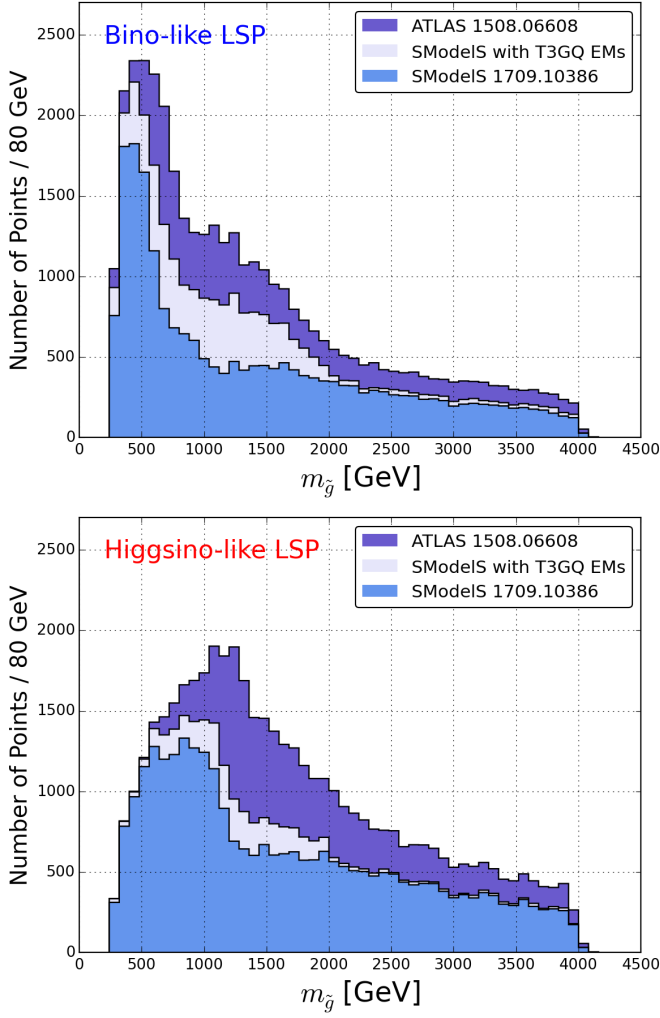 Bino-like LSP
ATLAS 1508.06608
SModelS with T3GQ EMs
SModelS 1709.10386
Number of Points / 80 GeV
2500
2000
1500
1000
500
0
0 500 1000 1500 2000 2500 3000 3500 4000 4500
m_g̃ [GeV]
Higgsino-like LSP
ATLAS 1508.06608
SModelS with T3GQ EMs
SModelS 1709.10386
Number of Points / 80 GeV
2500
2000
1500
1000
500
0
0 500 1000 1500 2000 2500 3000 3500 4000 4500
m_g̃ [GeV]